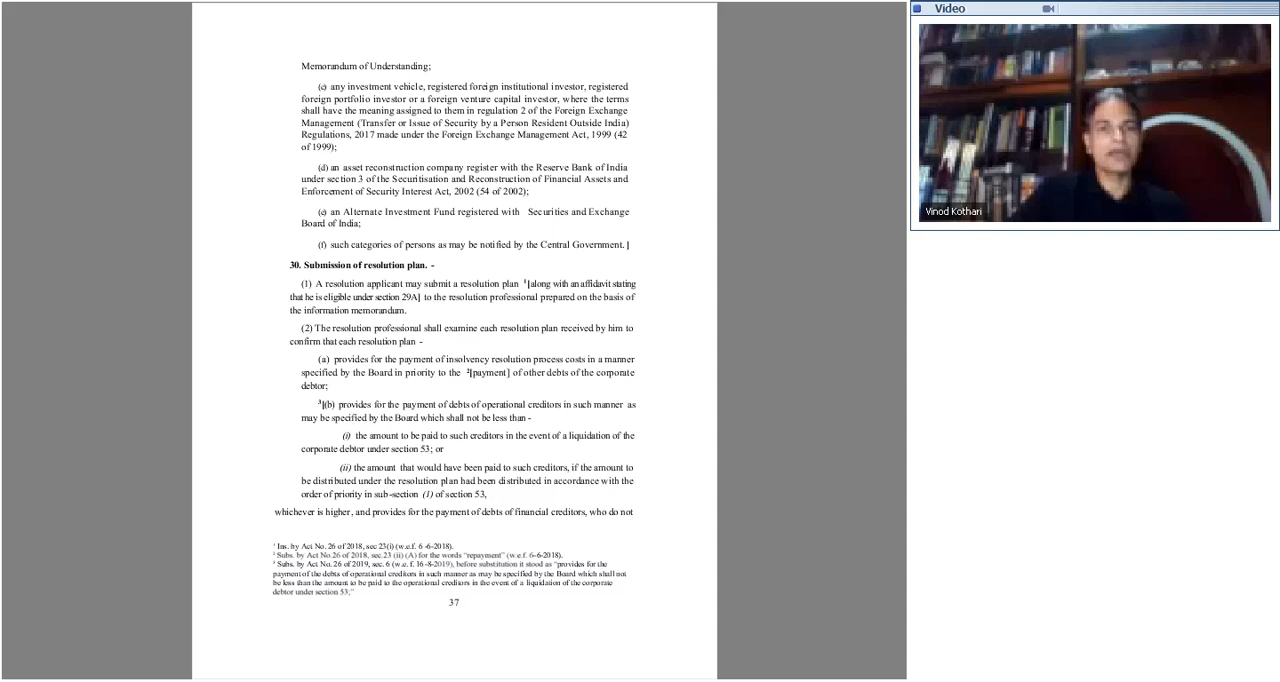 Memorandum of Understanding;
(c) any investment vehicle, registered foreign institutional investor, registered
foreign portfolio investor or a foreign venture capital investor, where the terms
shall have the meaning assigned to them in regulation 2 of the Foreign Exchange
Management (Transfer or Issue of Security by a Person Resident Outside India)
Regulations, 2017 made under the Foreign Exchange Management Act, 1999 (42
of 1999);
(d) an asset reconstruction company register with the Reserve Bank of India
under section 3 of the Securitisation and Reconstruction of Financial Assets and
Enforcement of Security Interest Act, 2002 (54 of 2002);
(e) an Alternate Investment Fund registered with Securities and Exchange
Board of India;
(f) such categories of persons as may be notified by the Central Government.]
30. Submission of resolution plan. -
(1) A resolution applicant may submit a resolution plan 1[along with an affidavit stating
that he is eligible under section 29A] to the resolution professional prepared on the basis of
the information memorandum.
(2) The resolution professional shall examine each resolution plan received by him to
confirm that each resolution plan -
(a) provides for the payment of insolvency resolution process costs in a manner
specified by the Board in priority to the 2[payment] of other debts of the corporate
debtor;
3[(b) provides for the payment of debts of operational creditors in such manner as
may be specified by the Board which shall not be less than -
(i) the amount to be paid to such creditors in the event of a liquidation of the
corporate debtor under section 53; or
(ii) the amount that would have been paid to such creditors, if the amount to
be distributed under the resolution plan had been distributed in accordance with the
order of priority in sub-section (1) of section 53,
whichever is higher, and provides for the payment of debts of financial creditors, who do not
1 Ins. by Act No. 26 of 2018, sec 23(i) (w.e.f. 6-6-2018).
2 Subs. by Act No.26 of 2018, sec.23 (ii) (A) for the words "repayment" (w.e.f. 6-6-2018).
3 Subs. by Act No. 26 of 2019, sec. 6 (w.e.f. 16-8-2019), before substitution it stood as "provides for the
payment of the debts of operational creditors in such manner as may be specified by the Board which shall not
be less than the amount to be paid to the operational creditors in the event of a liquidation of the corporate
debtor under section 53;"
37
Video
Vinod Kothari